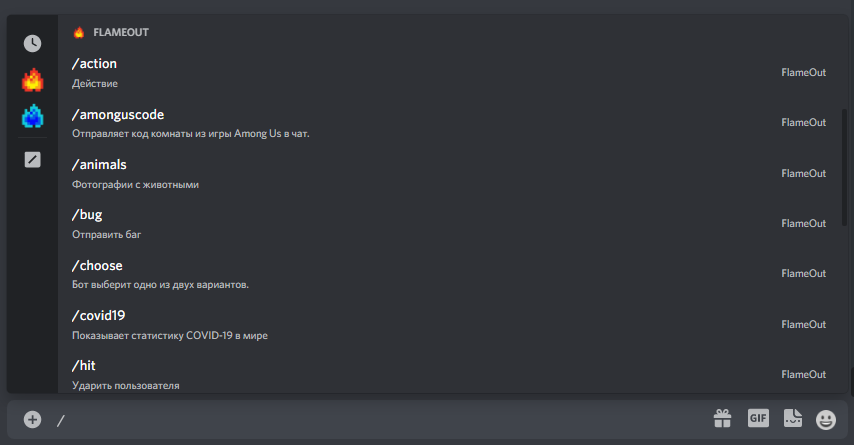 FLAMEOUT
/action
Действие
FlameOut
/amonguscode
Отправляет код комнаты из игры Among Us в чат.
FlameOut
/animals
Фотографии с животными
FlameOut
/bug
Отправить баг
FlameOut
/choose
Бот выберит одно из двух вариантов.
FlameOut
/covid19
Показывает статистику COVID-19 в мире
FlameOut
/hit
Ударить пользователя
FlameOut
/
GIF